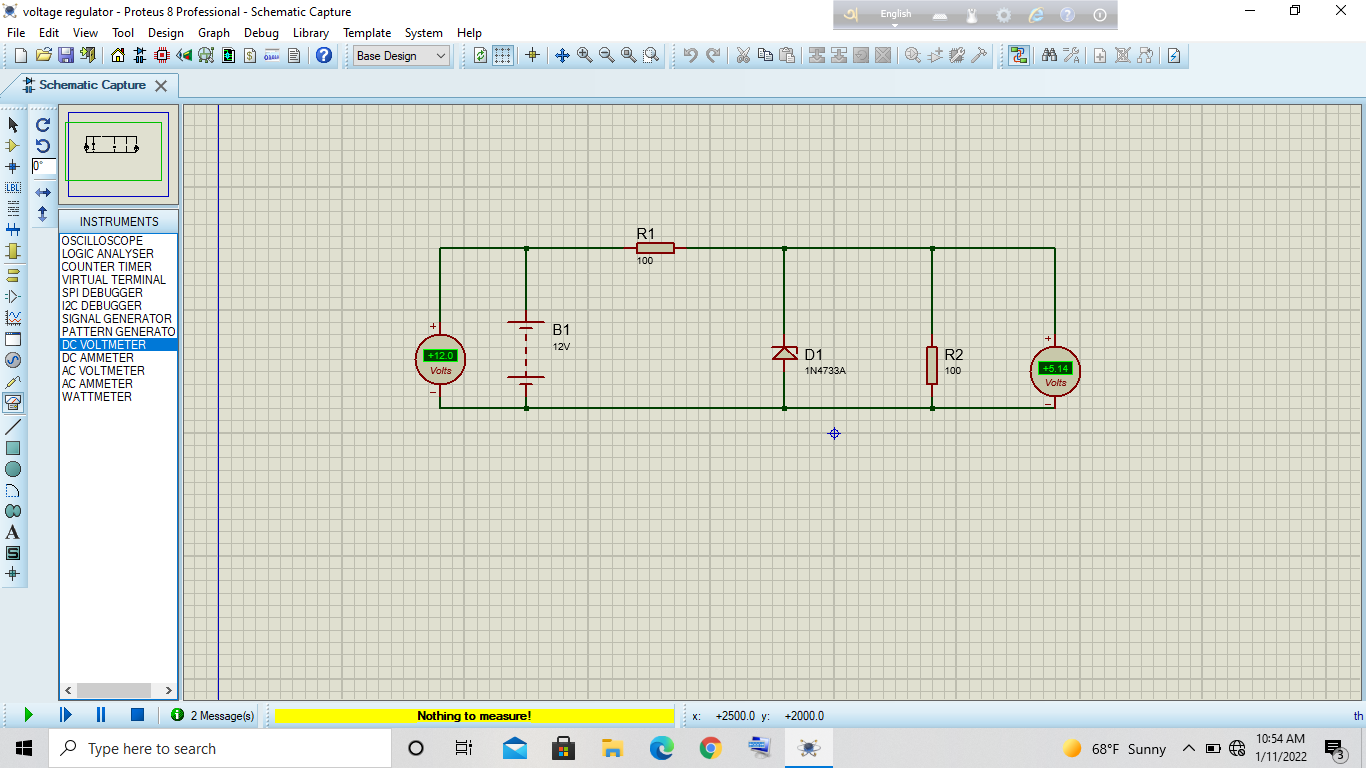 voltage regulator - Proteus 8 Professional - Schematic Capture
English
File Edit View Tool Design Graph Debug Library Template System Help
Base Design
Schematic Capture
0°
LBL
A
S
INSTRUMENTS
OSCILLOSCOPE
LOGIC ANALYSER
COUNTER TIMER
VIRTUAL TERMINAL
SPI DEBUGGER
I2C DEBUGGER
SIGNAL GENERATOR
PATTERN GENERATO
DC VOLTMETER
DC AMMETER
AC VOLTMETER
AC AMMETER
WATTMETER
R1
100
+12.0
Volts
B1
12V
D1
1N4733A
R2
100
+5.14
Volts
2 Message(s)
Nothing to measure!
x: +2500.0 y: +2000.0
th
Type here to search
68°F Sunny
10:54 AM
1/11/2022
3